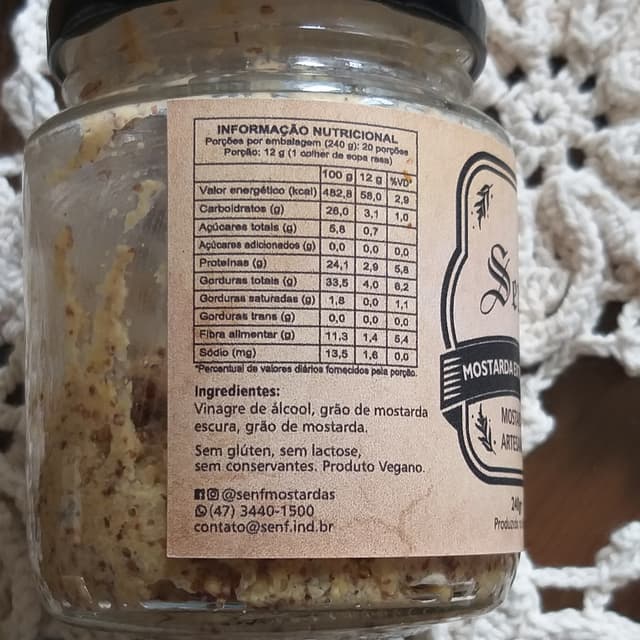 INFORMAÇÃO NUTRICIONAL
Porções por embalagem (240 g): 20 porções
Porção: 12 g (1 colher de sopa rasa)
100 g 12 g %VD*
Valor energético (kcal) 482,8 58,0 2,9
Carboidratos (g) 26,0 3,1 1,0
Açúcares totais (g) 5,8 0,7
Açúcares adicionados (g) 0,0 0,0 0,0
Proteínas (g) 24,1 2,9 5,8
Gorduras totais (g) 33,5 4,0 6,2
Gorduras saturadas (g) 1,8 0,0 1,1
Gorduras trans (g) 0,0 0,0 0,0
Fibra alimentar (g) 11,3 1,4 5,4
Sódio (mg) 13,5 1,6 0,0
*Percentual de valores diários fornecidos pela porção.
Ingredientes:
Vinagre de álcool, grão de mostarda
escura, grão de mostarda.
Sem glúten, sem lactose,
sem conservantes. Produto Vegano.
@senfmostardas
(47) 3440-1500
contato@senf.ind.br
MOSTARDA